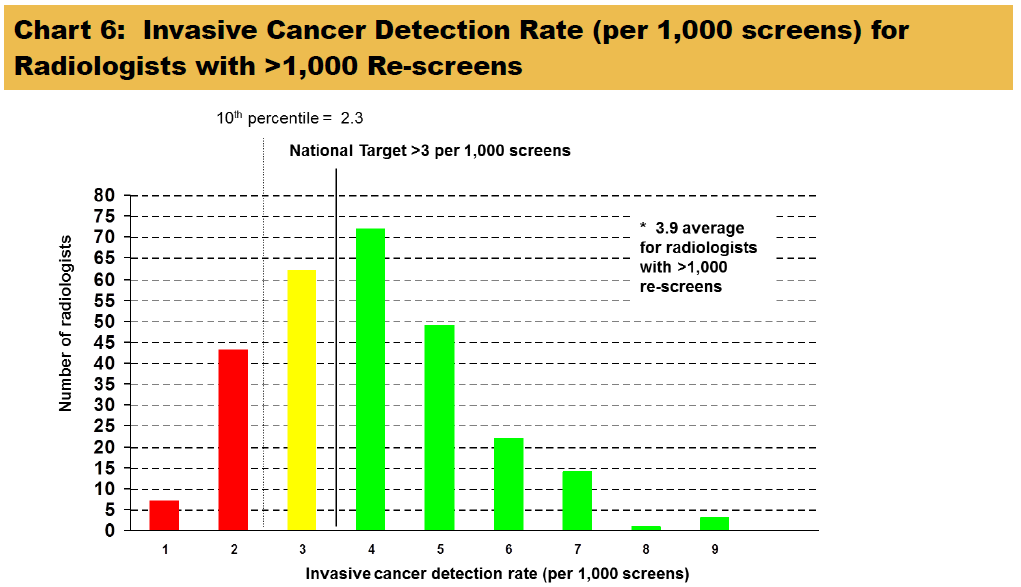 Chart 6:  Invasive Cancer Detection Rate (per 1,000 screens) for
Radiologists with >1,000 Re-screens
10th percentile =  2.3
National Target >3 per 1,000 screens
80
75
70
65
60
55
50
45
40
35
30
25
20
15
10
5
0
Number of radiologists
*  3.9 average
for radiologists
with >1,000
re-screens
1 2 3 4 5 6 7 8 9
Invasive cancer detection rate (per 1,000 screens)